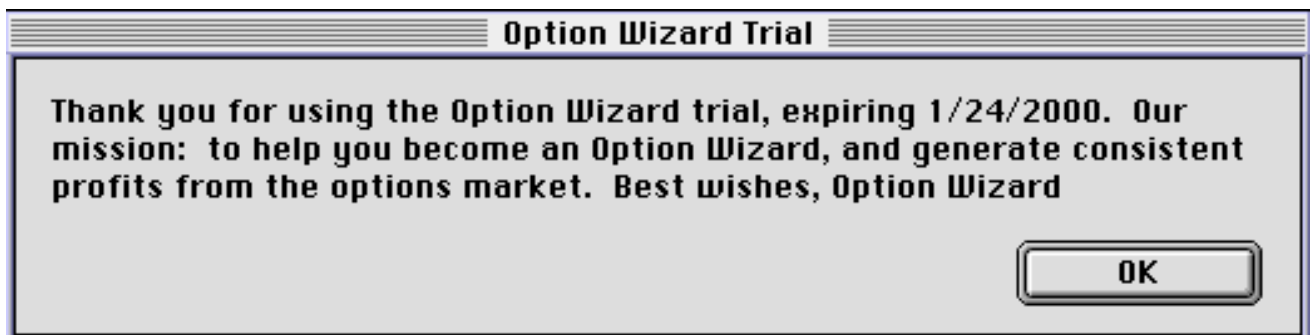 Option Wizard Trial
Thank you for using the Option Wizard trial, expiring 1/24/2000.  Our
mission:  to help you become an Option Wizard, and generate consistent
profits from the options market.  Best wishes, Option Wizard
OK